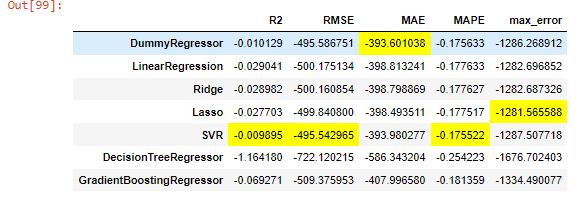 Out[99]:
R2 RMSE MAE MAPE max_error
DummyRegressor -0.010129 -495.586751 -393.601038 -0.175633 -1286.268912
LinearRegression -0.029041 -500.175134 -398.813241 -0.177633 -1282.696852
Ridge -0.028982 -500.160854 -398.798869 -0.177627 -1282.687326
Lasso -0.027703 -499.840800 -398.493511 -0.177517 -1281.565588
SVR -0.009895 -495.542965 -393.980277 -0.175522 -1287.507718
DecisionTreeRegressor -1.164180 -722.120215 -586.343204 -0.254223 -1676.702403
GradientBoostingRegressor -0.069271 -509.375953 -407.996580 -0.181359 -1334.490077